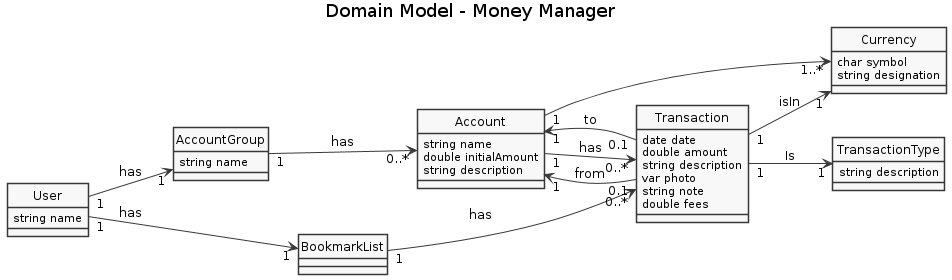 Domain Model - Money Manager
Currency
char symbol
string designation
1..*
1
isIn
1
1
Account
string name
double initialAmount
string description
to
1
0.1
has
1
0..*
from
1
0.1
0..*
Transaction
date date
double amount
string description
var photo
string note
double fees
Is
1
1
TransactionType
string description
AccountGroup
string name
has
1
0..*
User
string name
has
1
1
has
1
1
BookmarkList
has
1